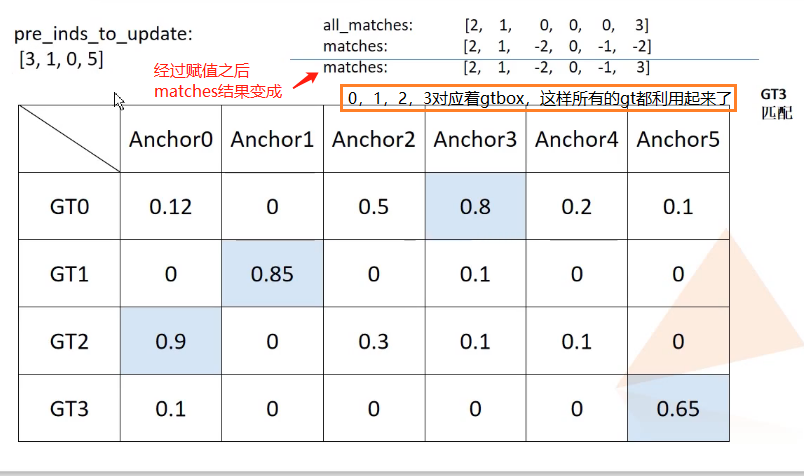 pre_inds_to_update:
[3, 1, 0, 5]
all_matches: [2, 1, 0, 0, 0, 3]
matches: [2, 1, -2, 0, -1, -2]
matches: [2, 1, -2, 0, -1, 3]
经过赋值之后
matches结果变成
0，1，2，3对应着gtbox，这样所有的gt都利用起来了
GT3
匹配
Anchor0 Anchor1 Anchor2 Anchor3 Anchor4 Anchor5
GT0 0.12 0 0.5 0.8 0.2 0.1
GT1 0 0.85 0 0.1 0 0
GT2 0.9 0 0.3 0.1 0.1 0
GT3 0.1 0 0 0 0 0.65